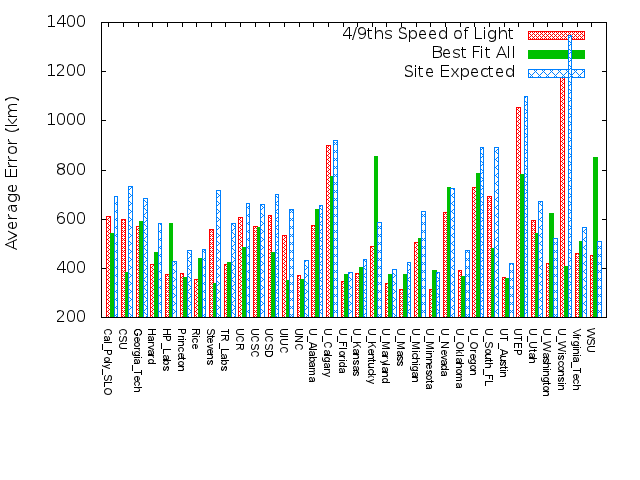 1400
1200
1000
800
600
400
200
Average Error (km)
4/9ths Speed of Light
Best Fit All
Site Expected
Cal_Poly_SLO
CSU
Georgia_Tech
Harvard
HP_Labs
Princeton
Rice
Stevens
TR_Labs
UCR
UCSC
UCSD
UIUC
UNC
U_Alabama
U_Calgary
U_Florida
U_Kansas
U_Kentucky
U_Maryland
U_Mass
U_Michigan
U_Minnesota
U_Nevada
U_Oklahoma
U_Oregon
U_South_FL
UT_Austin
UTEP
U_Utah
U_Washington
U_Wisconsin
Virginia_Tech
WSU